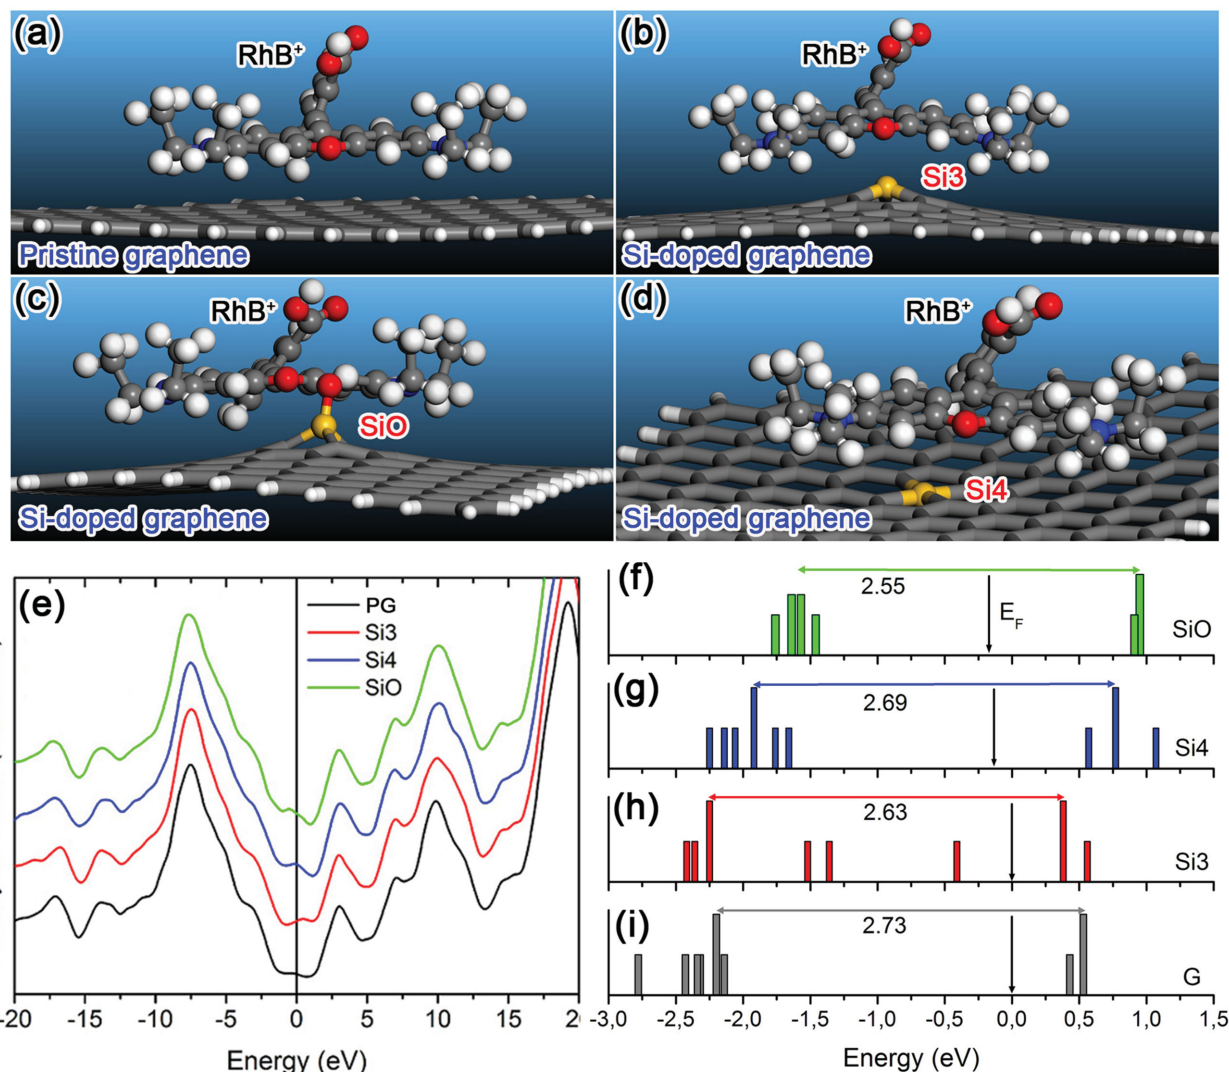 (a)
RhB⁺
Pristine graphene
(b)
RhB⁺
Si3
Si-doped graphene
(c)
RhB⁺
SiO
Si-doped graphene
(d)
RhB⁺
Si4
Si-doped graphene
(e)
PG
Si3
Si4
SiO
-20 -15 -10 -5 0 5 10 15 2
Energy (eV)
(f)
2.55
E_F
SiO
(g)
2.69
Si4
(h)
2.63
Si3
(i)
2.73
G
-3,0 -2,5 -2,0 -1,5 -1,0 -0,5 0,0 0,5 1,0 1,5
Energy (eV)